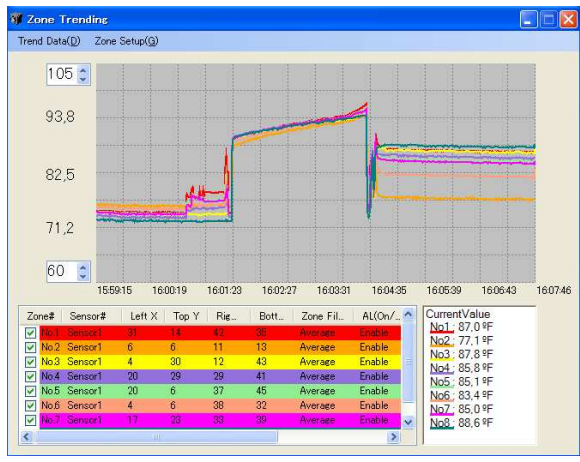 Zone Trending
Trend Data(D) Zone Setup(G)
105
93,8
82,5
71,2
60
15:59:15 16:00:19 16:01:23 16:02:27 16:03:31 16:04:35 16:05:39 16:06:43 16:07:46
Zone# Sensor# Left X Top Y Rig... Bott... Zone Fil... AL(On/...
No.1 Sensor1 31 14 43 35 Average Enable
No.2 Sensor1 6 6 11 13 Average Enable
No.3 Sensor1 4 30 12 43 Average Enable
No.4 Sensor1 20 29 29 41 Average Enable
No.5 Sensor1 20 6 37 45 Average Enable
No.6 Sensor1 4 6 38 32 Average Enable
No.7 Sensor1 17 23 33 39 Average Enable
CurrentValue
No1 : 87,0 ºF
No2 : 77,1 ºF
No3 : 87,8 ºF
No4 : 85,8 ºF
No5 : 85,1 ºF
No6 : 83,4 ºF
No7 : 85,0 ºF
No8 : 88,6 ºF